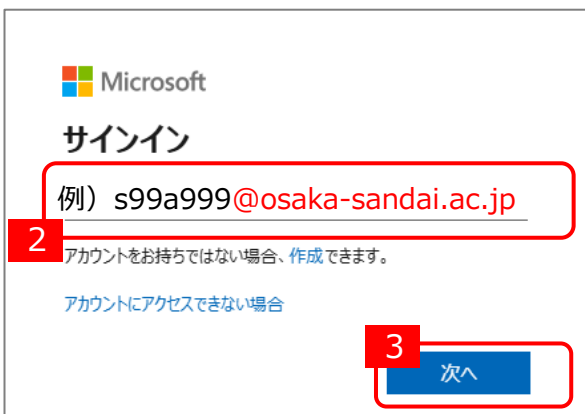 Microsoft
サインイン
例）s99a999@osaka-sandai.ac.jp
2
アカウントをお持ちではない場合、作成できます。
アカウントにアクセスできない場合
3
次へ